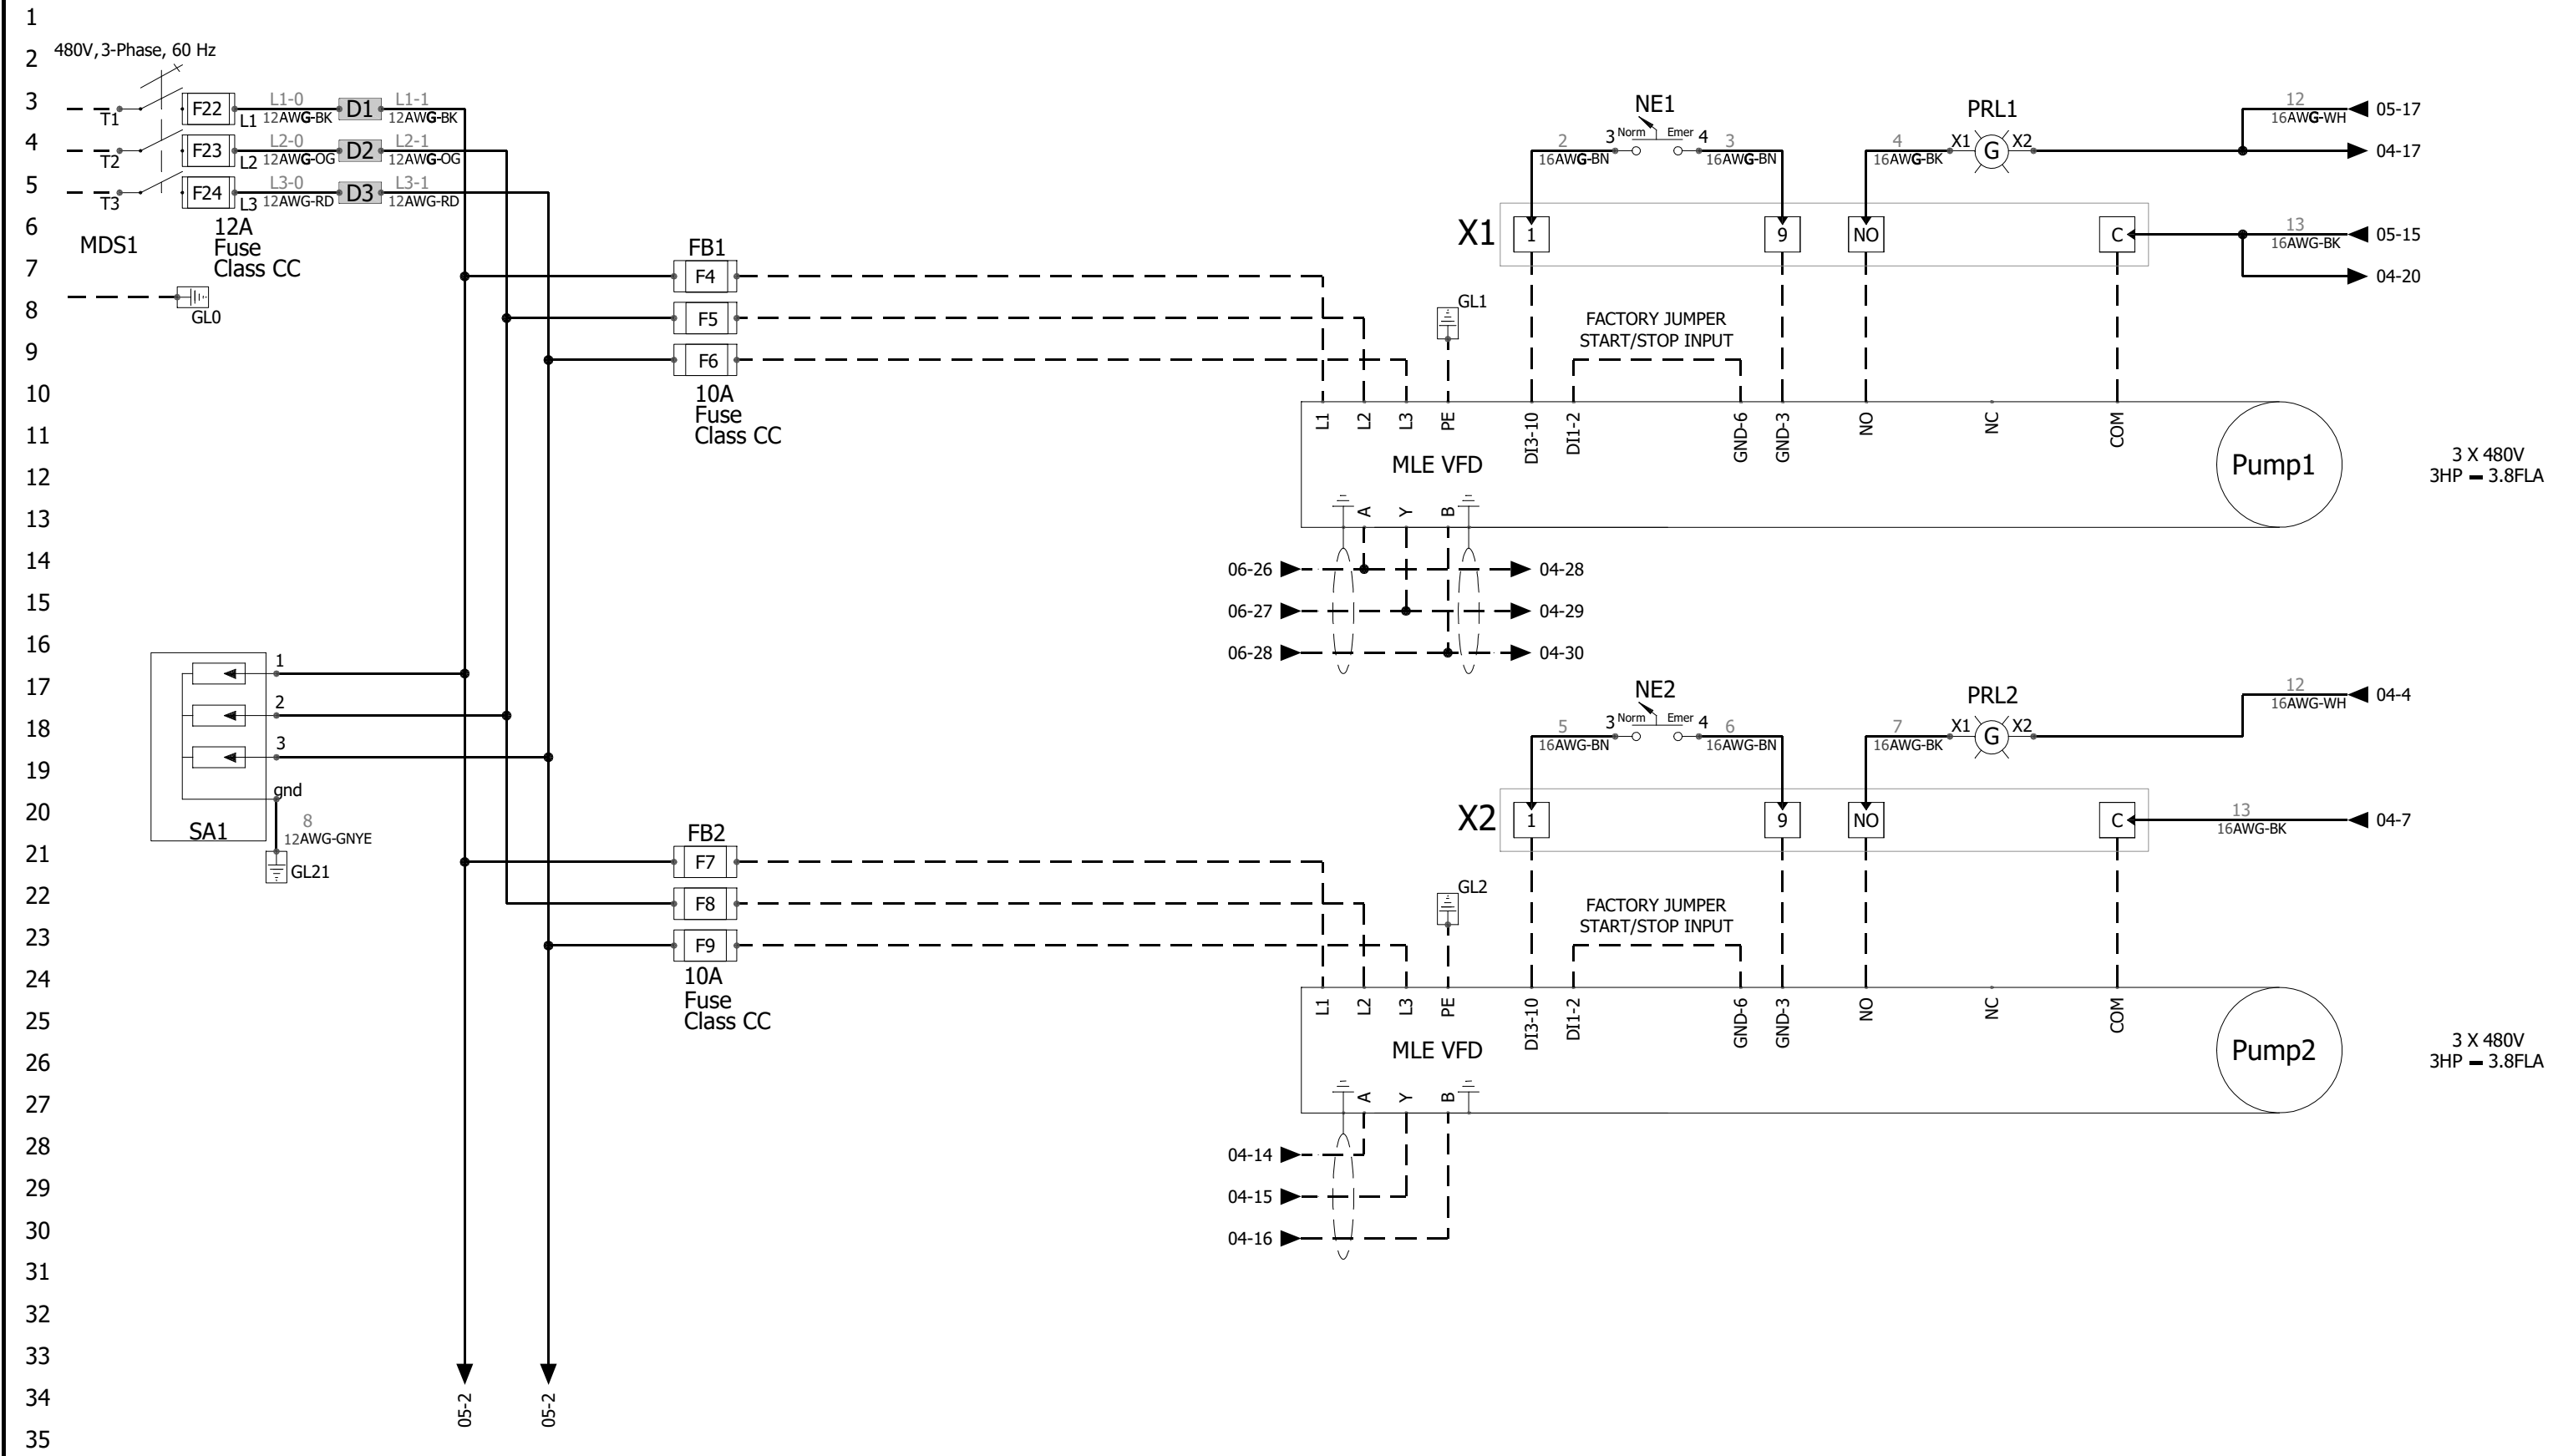 1
2
480V,3-Phase, 60 Hz
3
T1
F22
L1
L1-0
12AWG-BK
D1
L1-1
12AWG-BK
4
T2
F23
L2
L2-0
12AWG-OG
D2
L2-1
12AWG-OG
5
T3
F24
L3
L3-0
12AWG-RD
D3
L3-1
12AWG-RD
6
MDS1
12A
Fuse
Class CC
7
8
GL0
9
10
11
12
13
14
15
16
17
18
19
20
21
22
23
24
25
26
27
28
29
30
31
32
33
34
35
FB1
F4
F5
F6
10A
Fuse
Class CC
1
2
3
gnd
SA1
8
12AWG-GNYE
GL21
FB2
F7
F8
F9
10A
Fuse
Class CC
05-2
05-2
NE1
2
16AWG-BN
3
Norm
Emer
4
3
16AWG-BN
PRL1
4
16AWG-BK
X1
G
X2
12
16AWG-WH
05-17
04-17
X1
1
9
NO
C
13
16AWG-BK
05-15
04-20
GL1
FACTORY JUMPER
START/STOP INPUT
L1
L2
L3
PE
DI3-10
DI1-2
GND-6
GND-3
NO
NC
COM
MLE VFD
Pump1
3 X 480V
3HP = 3.8FLA
A
Y
B
06-26
04-28
06-27
04-29
06-28
04-30
NE2
5
16AWG-BN
3
Norm
Emer
4
6
16AWG-BN
PRL2
7
16AWG-BK
X1
G
X2
12
16AWG-WH
04-4
X2
1
9
NO
C
13
16AWG-BK
04-7
GL2
FACTORY JUMPER
START/STOP INPUT
L1
L2
L3
PE
DI3-10
DI1-2
GND-6
GND-3
NO
NC
COM
MLE VFD
Pump2
3 X 480V
3HP = 3.8FLA
A
Y
B
04-14
04-15
04-16